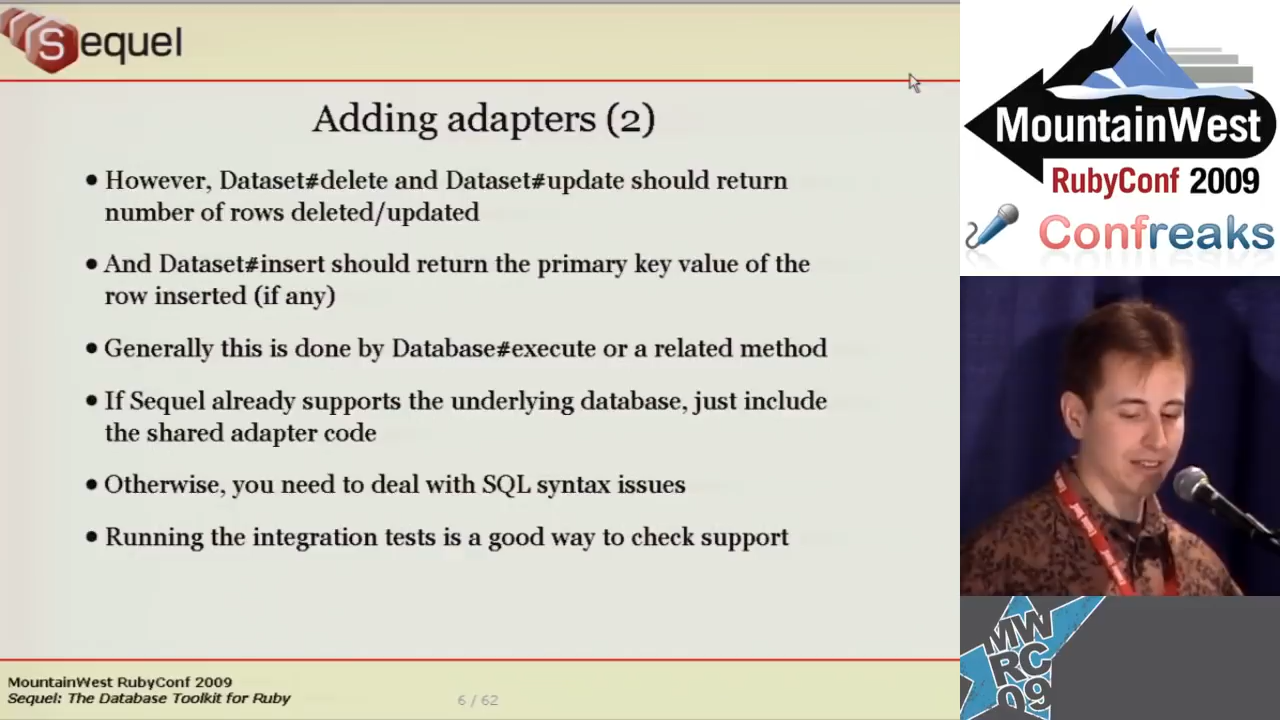 Sequel
Adding adapters (2)
• However, Dataset#delete and Dataset#update should return
number of rows deleted/updated
• And Dataset#insert should return the primary key value of the
row inserted (if any)
• Generally this is done by Database#execute or a related method
• If Sequel already supports the underlying database, just include
the shared adapter code
• Otherwise, you need to deal with SQL syntax issues
• Running the integration tests is a good way to check support
MountainWest RubyConf 2009
Sequel: The Database Toolkit for Ruby
6 / 62
MountainWest
RubyConf 2009
Confreaks
MW
RC
09